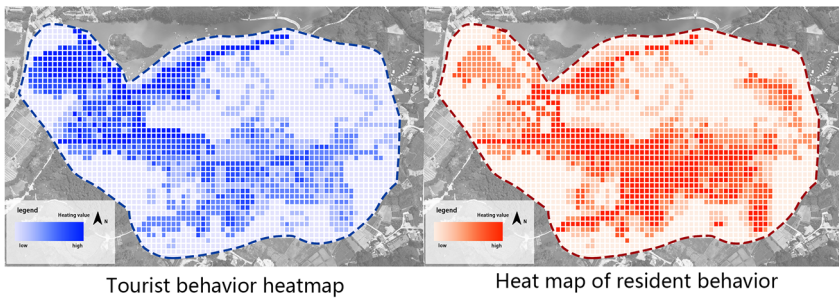 legend
Heating value
N
low
high
legend
Heating value
N
low
high
Tourist behavior heatmap
Heat map of resident behavior